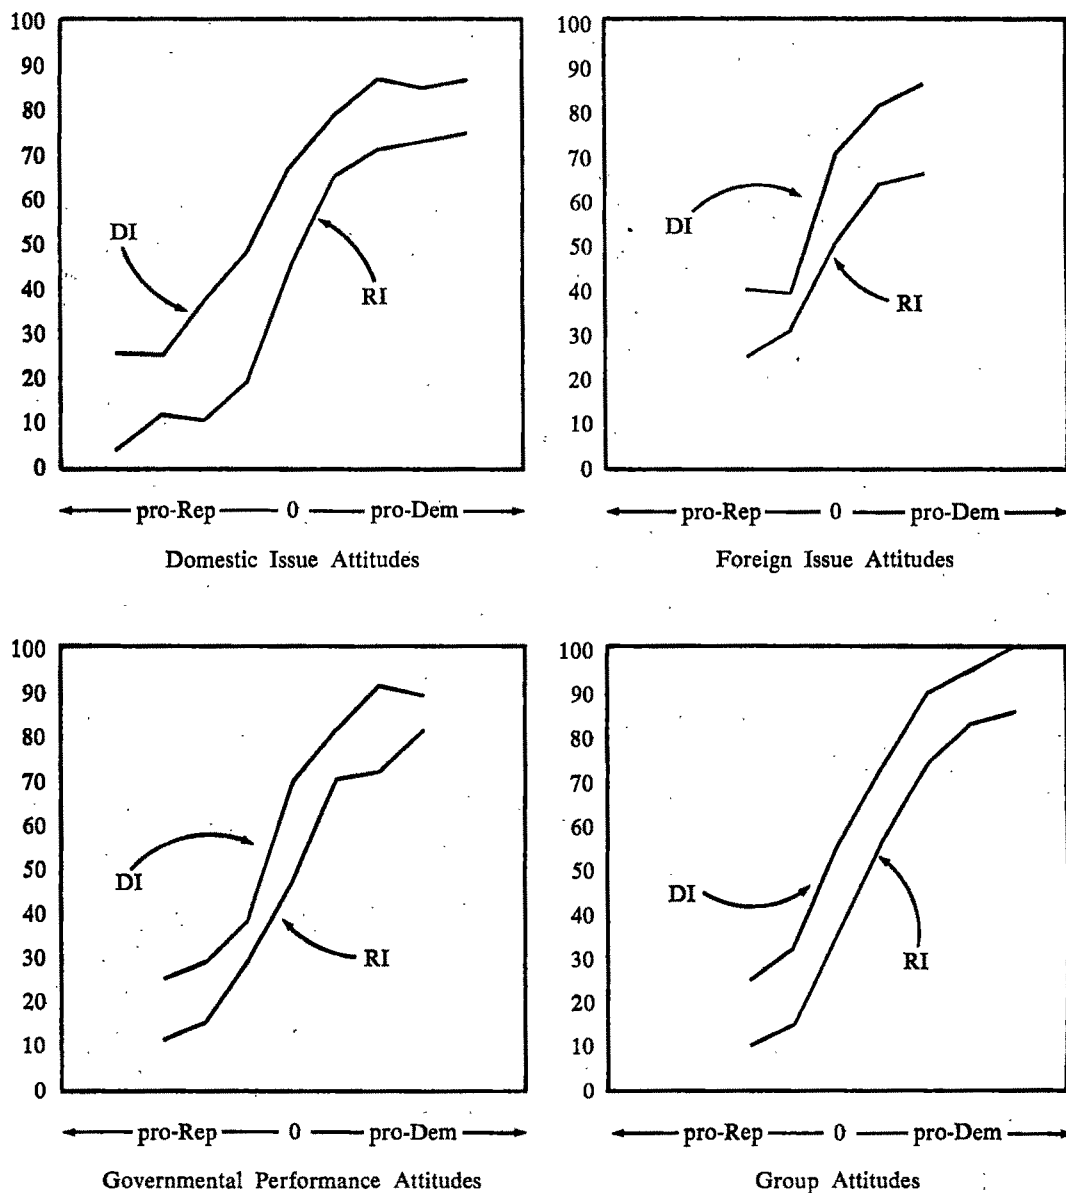 100
90
80
70
60
50
40
30
20
10
0
DI
RI
pro-Rep 0 pro-Dem
Domestic Issue Attitudes
100
90
80
70
60
50
40
30
20
10
0
DI
RI
pro-Rep 0 pro-Dem
Foreign Issue Attitudes
100
90
80
70
60
50
40
30
20
10
0
DI
RI
pro-Rep 0 pro-Dem
Governmental Performance Attitudes
100
90
80
70
60
50
40
30
20
10
0
DI
RI
pro-Rep 0 pro-Dem
Group Attitudes